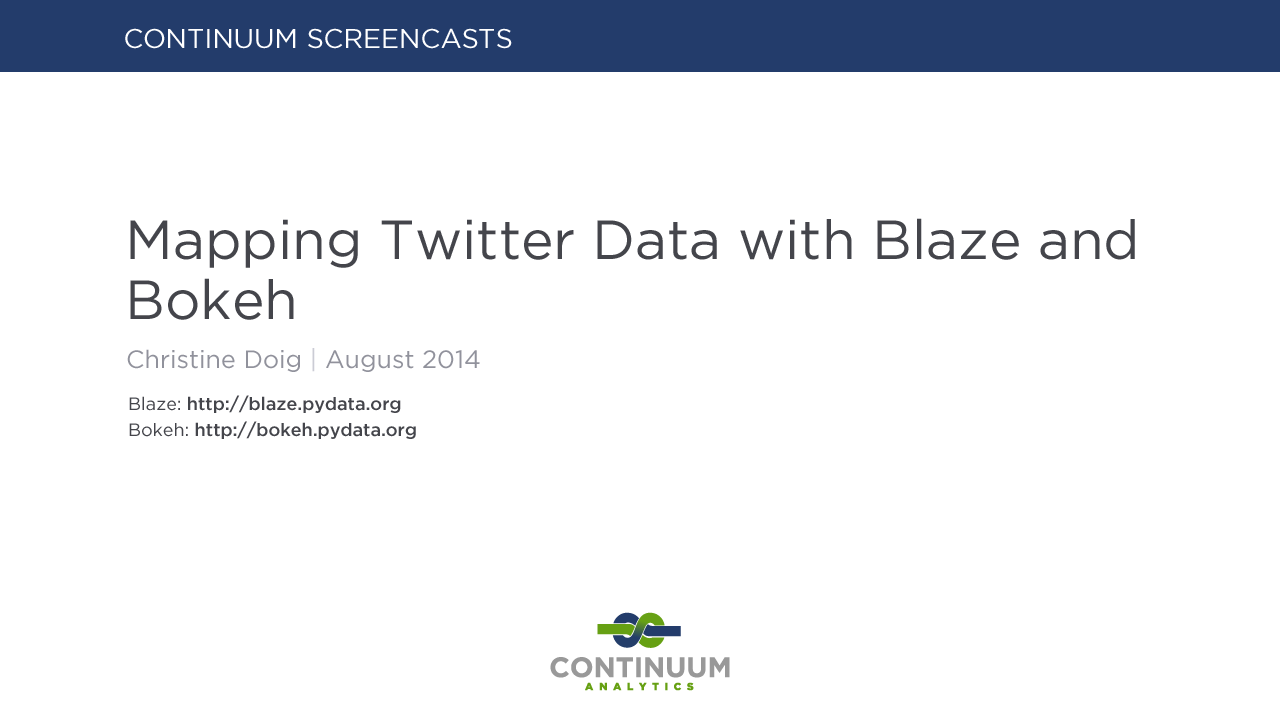 CONTINUUM SCREENCASTS
Mapping Twitter Data with Blaze and
Bokeh
Christine Doig | August 2014
Blaze: http://blaze.pydata.org
Bokeh: http://bokeh.pydata.org
CONTINUUM
ANALYTICS